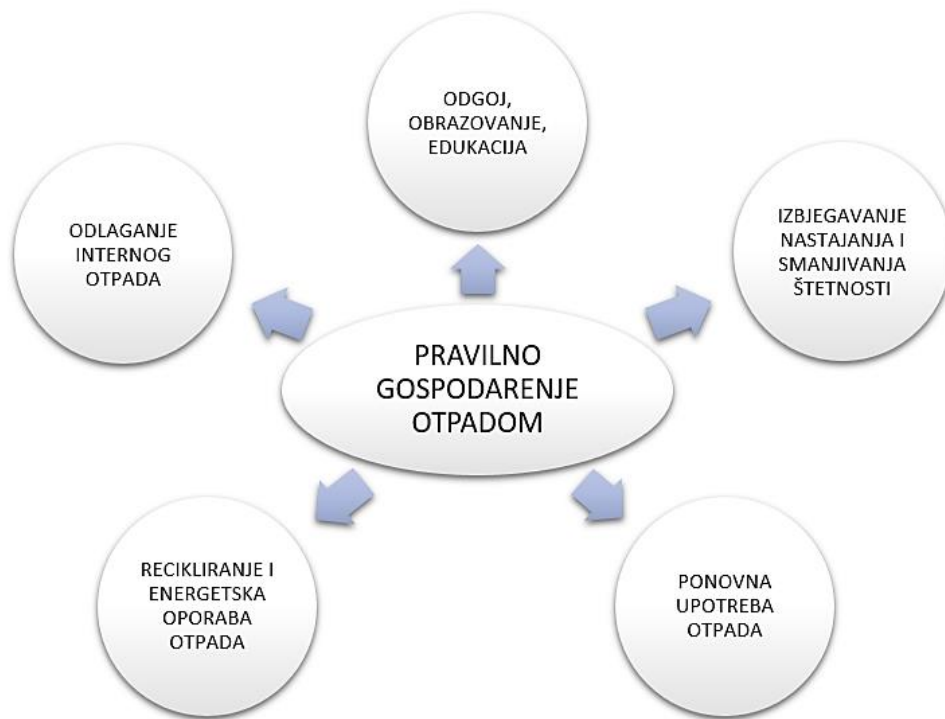 ODGOJ,
OBRAZOVANJE,
EDUKACIJA
IZBJEGAVANJE
NASTAJANJA I
SMANJIVANJA
ŠTETNOSTI
ODLAGANJE
INTERNOG
OTPADA
PRAVILNO
GOSPODARENJE
OTPADOM
RECIKLIRANJE I
ENERGETSKA
OPORABA
OTPADA
PONOVNA
UPOTREBA
OTPADA